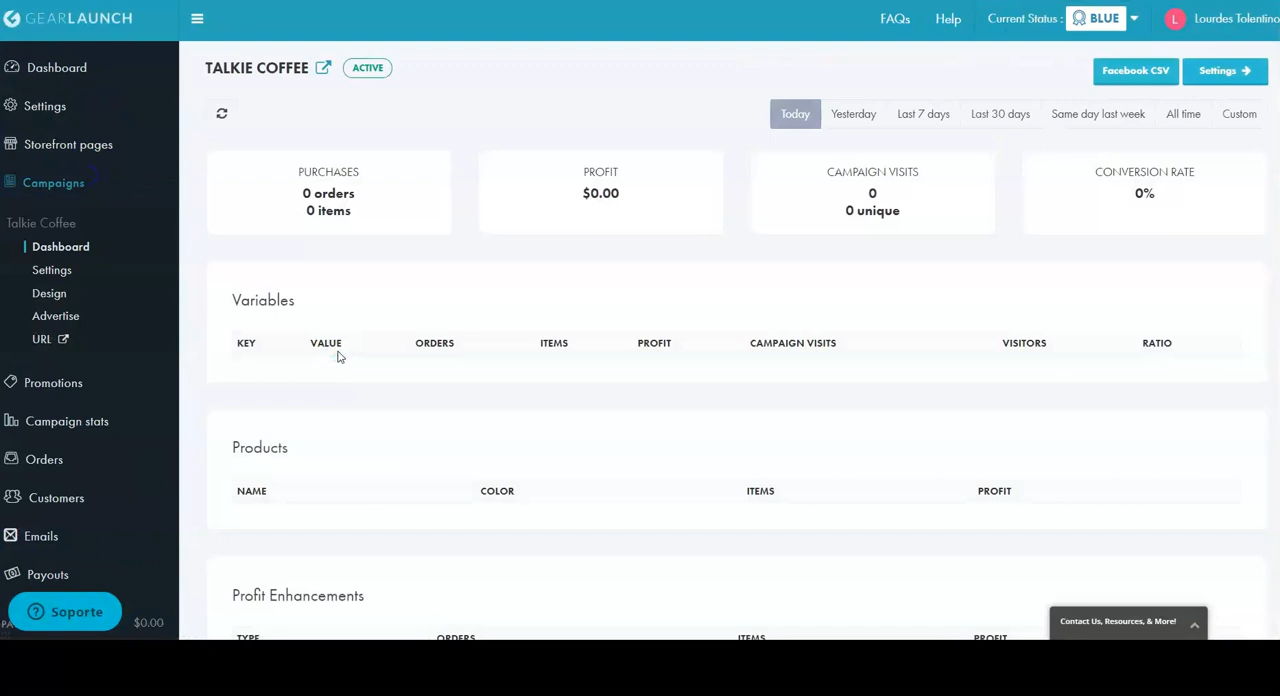 GEARLAUNCH
FAQs Help Current Status : BLUE L Lourdes Tolentino
Dashboard
Settings
Storefront pages
Campaigns
Talkie Coffee
Dashboard
Settings
Design
Advertise
URL
Promotions
Campaign stats
Orders
Customers
Emails
Payouts
Soporte
$0.00
TALKIE COFFEE ACTIVE
Facebook CSV Settings
Today Yesterday Last 7 days Last 30 days Same day last week All time Custom
PURCHASES
0 orders
0 items
PROFIT
$0.00
CAMPAIGN VISITS
0
0 unique
CONVERSION RATE
0%
Variables
KEY VALUE ORDERS ITEMS PROFIT CAMPAIGN VISITS VISITORS RATIO
Products
NAME COLOR ITEMS PROFIT
Profit Enhancements
TYPE ORDERS ITEMS PROFIT
Contact Us, Resources, & More!